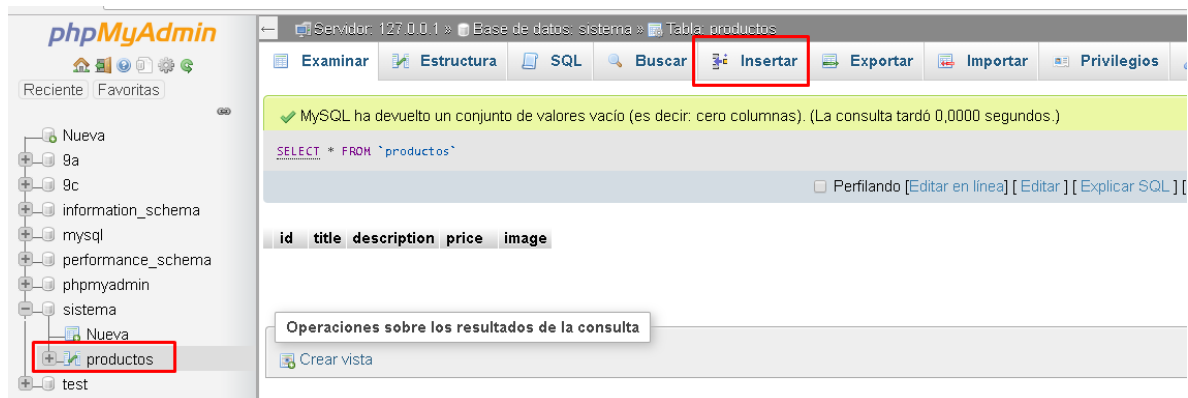 phpMyAdmin
Reciente Favoritas
Nueva
9a
9c
information_schema
mysql
performance_schema
phpmyadmin
sistema
Nueva
productos
test
Servidor: 127.0.0.1 » Base de datos: sistema » Tabla: productos
Examinar Estructura SQL Buscar Insertar Exportar Importar Privilegios
MySQL ha devuelto un conjunto de valores vacío (es decir: cero columnas). (La consulta tardó 0,0000 segundos.)
SELECT * FROM `productos`
Perfilando [Editar en línea] [ Editar ] [ Explicar SQL ] [
id title description price image
Operaciones sobre los resultados de la consulta
Crear vista